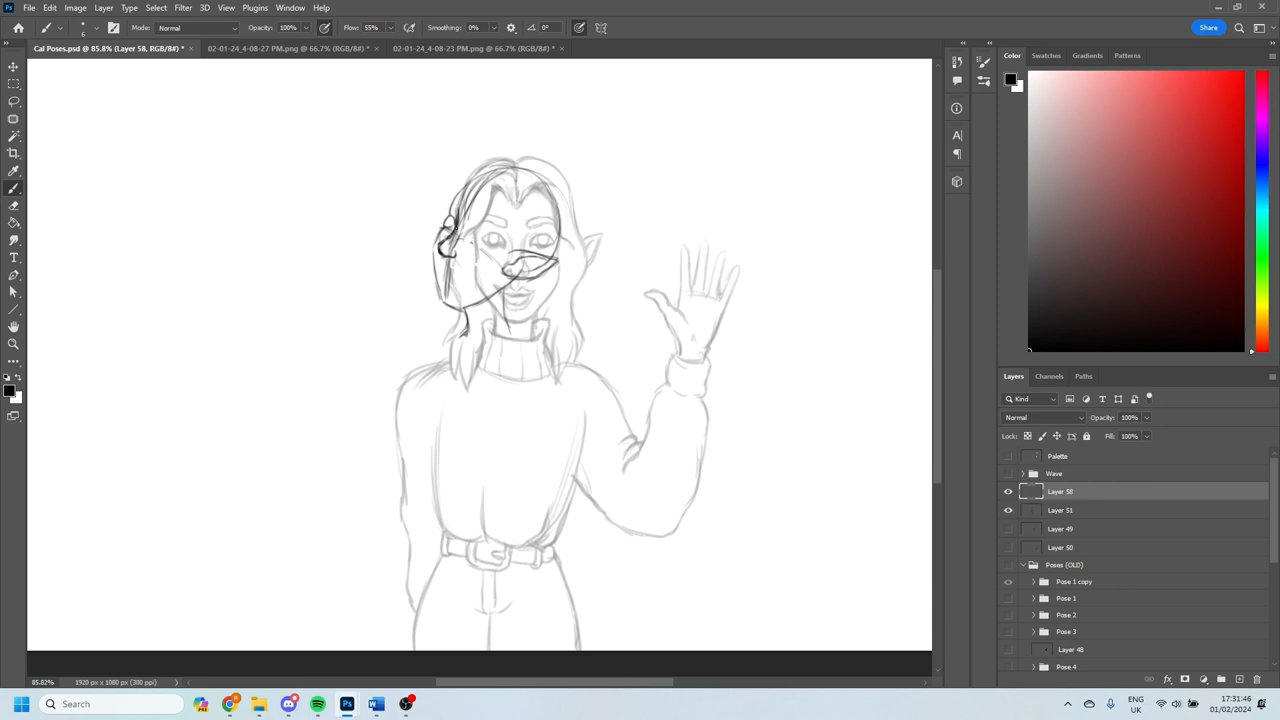 File Edit Image Layer Type Select Filter 3D View Plugins Window Help
6 Mode: Normal Opacity: 100% Flow: 55% Smoothing: 0% 0° Share
Cal Poses.psd @ 85.8% (Layer 58, RGB/8#) * × 02-01-24_4-08-27 PM.png @ 66.7% (RGB/8#) * × 02-01-24_4-08-23 PM.png @ 66.7% (RGB/8#) * ×
Color Swatches Gradients Patterns
Layers Channels Paths
Kind
Normal Opacity: 100%
Lock: Fill: 100%
Palette
Wave
Layer 58
Layer 51
Layer 49
Layer 50
Poses (OLD)
Pose 1 copy
Pose 1
Pose 2
Pose 3
Layer 48
Pose 4
85.82% 1920 px x 1080 px (300 ppi)
Search
ENG
UK
17:31:46
01/02/2024